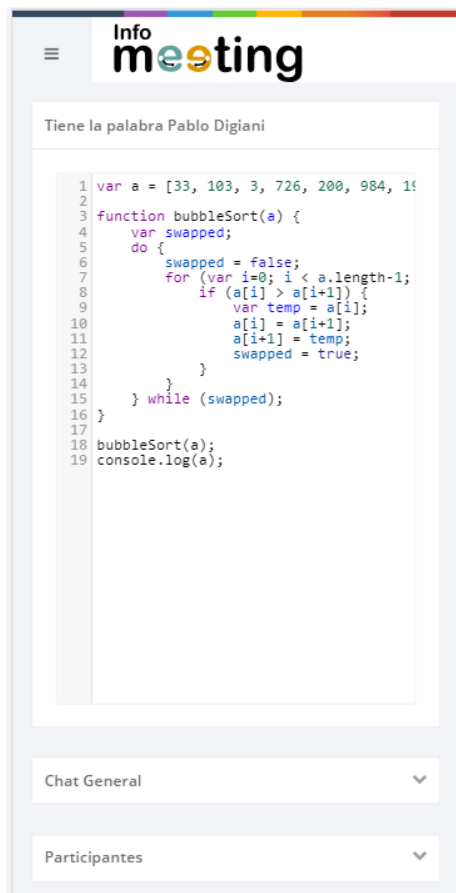 Info
meeting
Tiene la palabra Pablo Digiani
1 var a = [33, 103, 3, 726, 200, 984, 19
2
3 function bubbleSort(a) {
4     var swapped;
5     do {
6         swapped = false;
7         for (var i=0; i < a.length-1;
8             if (a[i] > a[i+1]) {
9                 var temp = a[i];
10                 a[i] = a[i+1];
11                 a[i+1] = temp;
12                 swapped = true;
13             }
14         }
15     } while (swapped);
16 }
17
18 bubbleSort(a);
19 console.log(a);
Chat General
Participantes